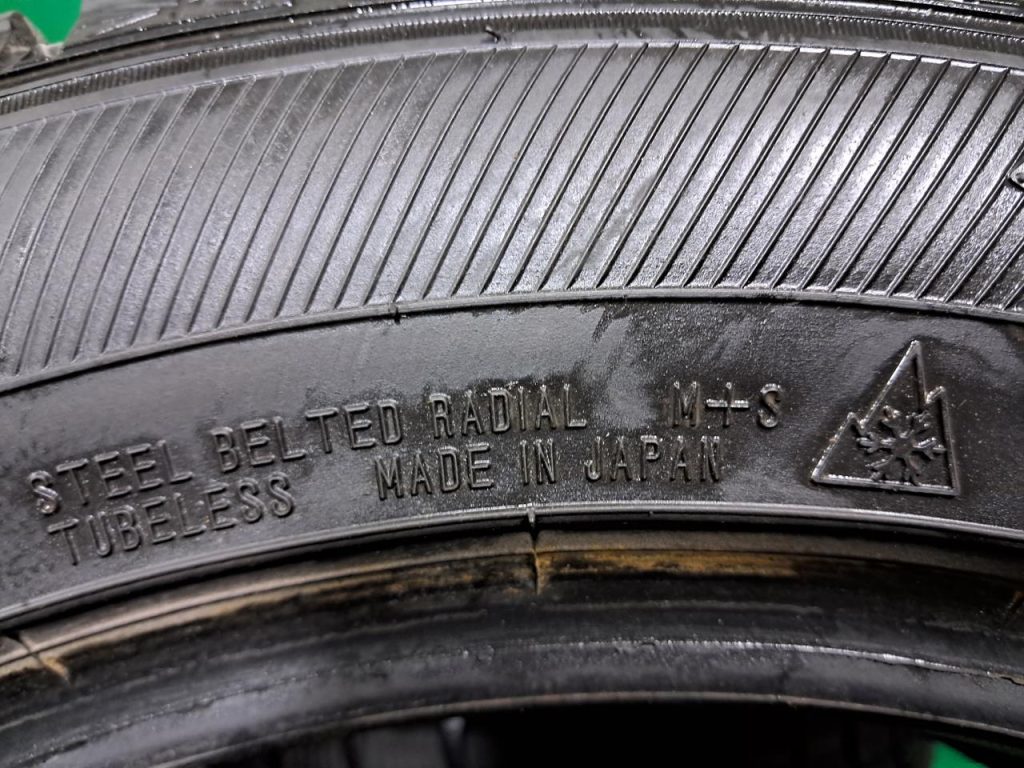 STEEL BELTED RADIAL M+S
TUBELESS MADE IN JAPAN